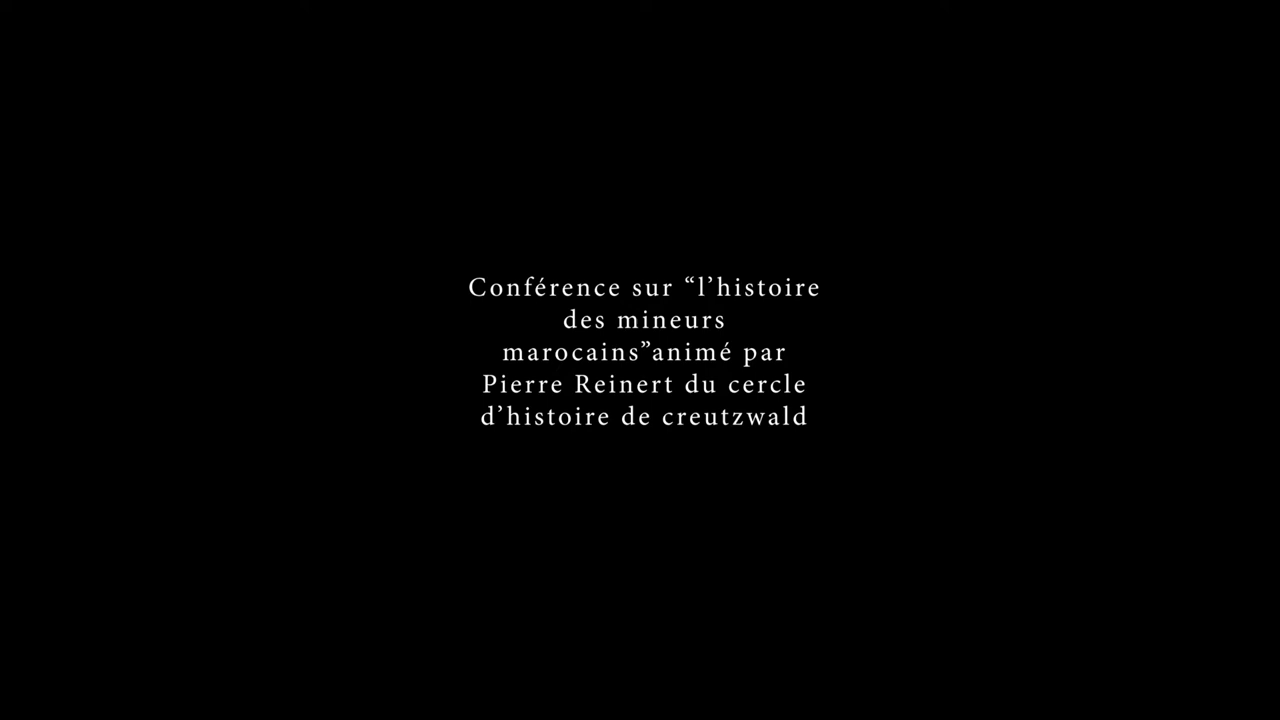 Conférence sur “l’histoire
des mineurs
marocains”animé par
Pierre Reinert du cercle
d’histoire de creutzwald